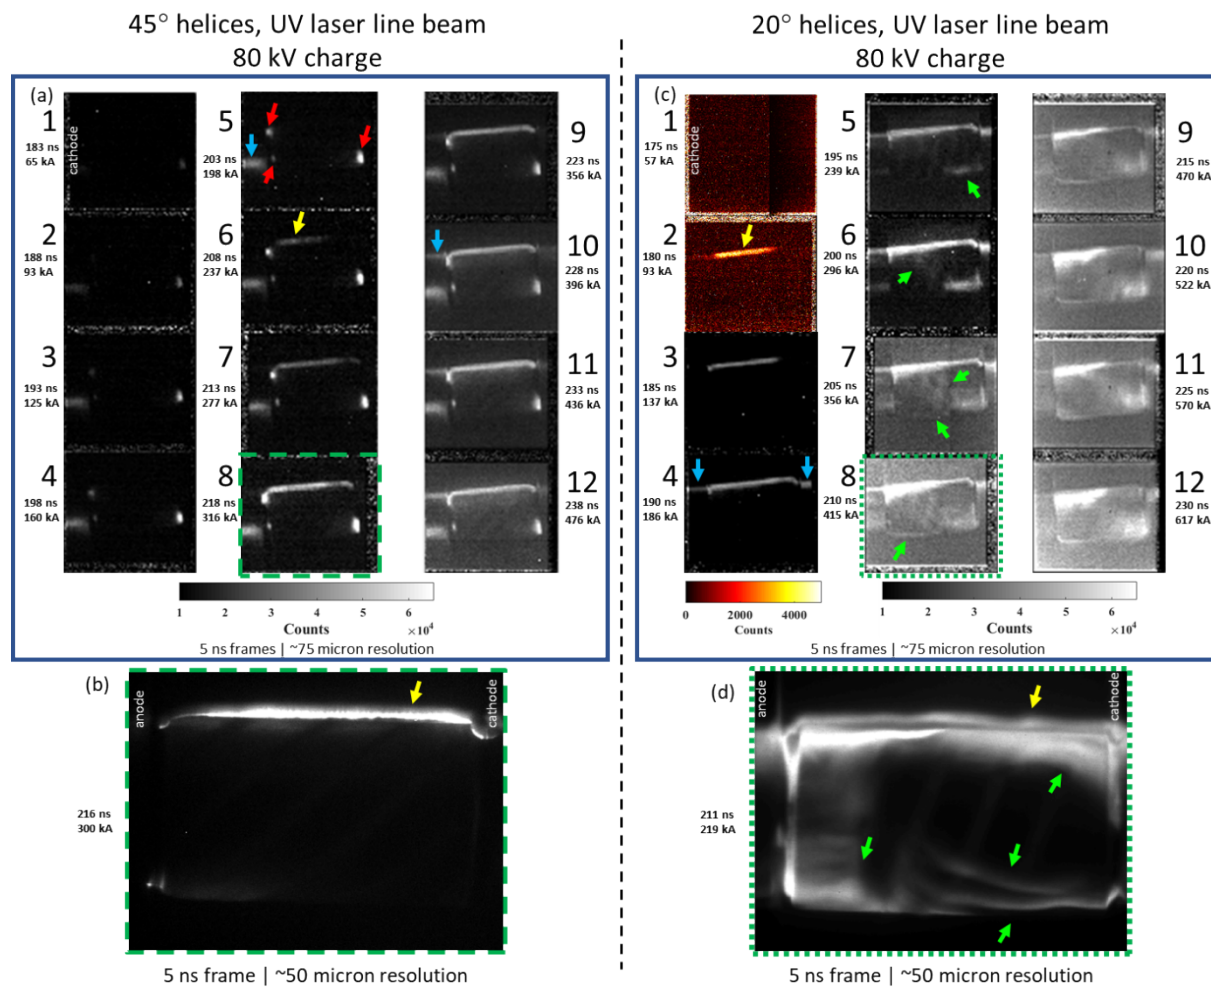 45° helices, UV laser line beam
80 kV charge
20° helices, UV laser line beam
80 kV charge
(a)
cathode
1
183 ns
65 kA
2
188 ns
93 kA
3
193 ns
125 kA
4
198 ns
160 kA
5
203 ns
198 kA
6
208 ns
237 kA
7
213 ns
277 kA
8
218 ns
316 kA
9
223 ns
356 kA
10
228 ns
396 kA
11
233 ns
436 kA
12
238 ns
476 kA
1 2 3 4 5 6
Counts ×10⁴
5 ns frames | ~75 micron resolution
(c)
cathode
1
175 ns
57 kA
2
180 ns
93 kA
3
185 ns
137 kA
4
190 ns
186 kA
5
195 ns
239 kA
6
200 ns
296 kA
7
205 ns
356 kA
8
210 ns
415 kA
9
215 ns
470 kA
10
220 ns
522 kA
11
225 ns
570 kA
12
230 ns
617 kA
0 2000 4000
Counts
1 2 3 4 5 6
Counts ×10⁴
5 ns frames | ~75 micron resolution
(b)
anode
cathode
216 ns
300 kA
5 ns frame | ~50 micron resolution
(d)
anode
cathode
211 ns
219 kA
5 ns frame | ~50 micron resolution